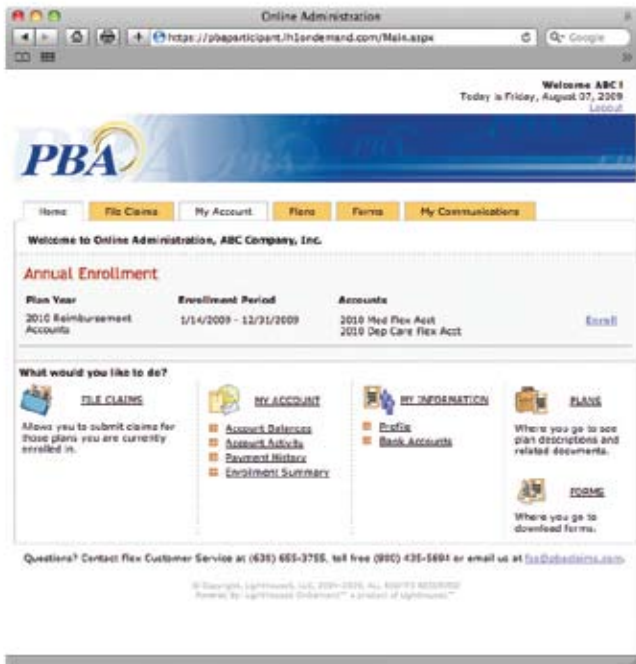 Online Administration
Google
Welcome ABC!
Today is Friday, August 07, 2009
Logout
PBA
Home File Claims My Account Plans Forms My Communications
Welcome to Online Administration, ABC Company, Inc.
Annual Enrollment
Plan Year Enrollment Period Accounts
2010 Reimbursement Accounts 1/14/2009 - 12/31/2009 2010 Med Flex Acct
2010 Dep Care Flex Acct Enroll
What would you like to do?
FILE CLAIMS
Allows you to submit claims for
those plans you are currently
enrolled in.
MY ACCOUNT
Account Balances
Account Activity
Payment History
Enrollment Summary
MY INFORMATION
Profile
Bank Accounts
PLANS
Where you go to see
plan descriptions and
related documents.
FORMS
Where you go to
download forms.
Questions? Contact Flex Customer Service at (630) 655-3755, toll free (800) 435-5694 or email us at